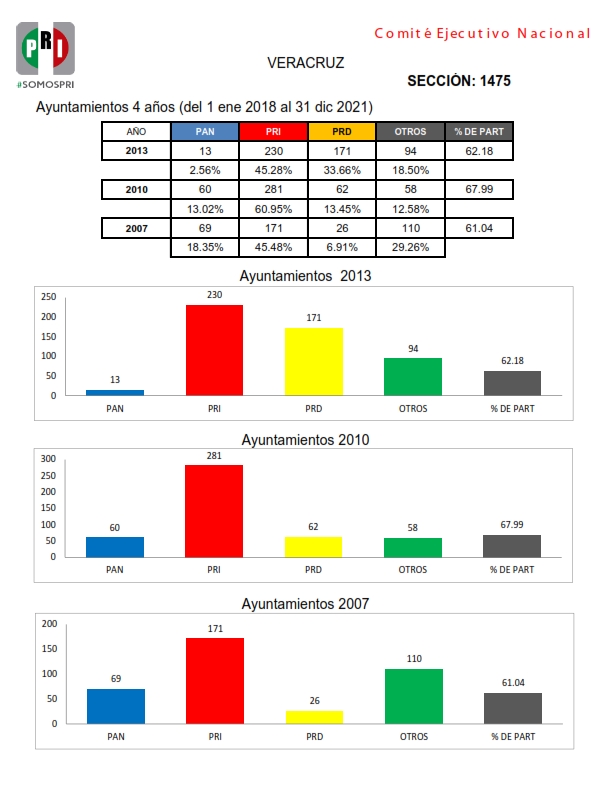 Comité Ejecutivo Nacional
PRI
#SOMOSPRI
VERACRUZ
SECCIÓN: 1475
Ayuntamientos 4 años (del 1 ene 2018 al 31 dic 2021)
AÑO PAN PRI PRD OTROS % DE PART
2013 13 230 171 94 62.18
2.56% 45.28% 33.66% 18.50%
2010 60 281 62 58 67.99
13.02% 60.95% 13.45% 12.58%
2007 69 171 26 110 61.04
18.35% 45.48% 6.91% 29.26%
Ayuntamientos 2013
250
200
150
100
50
0
13 230 171 94 62.18
PAN PRI PRD OTROS % DE PART
Ayuntamientos 2010
300
250
200
150
100
50
0
60 281 62 58 67.99
PAN PRI PRD OTROS % DE PART
Ayuntamientos 2007
200
150
100
50
0
69 171 26 110 61.04
PAN PRI PRD OTROS % DE PART